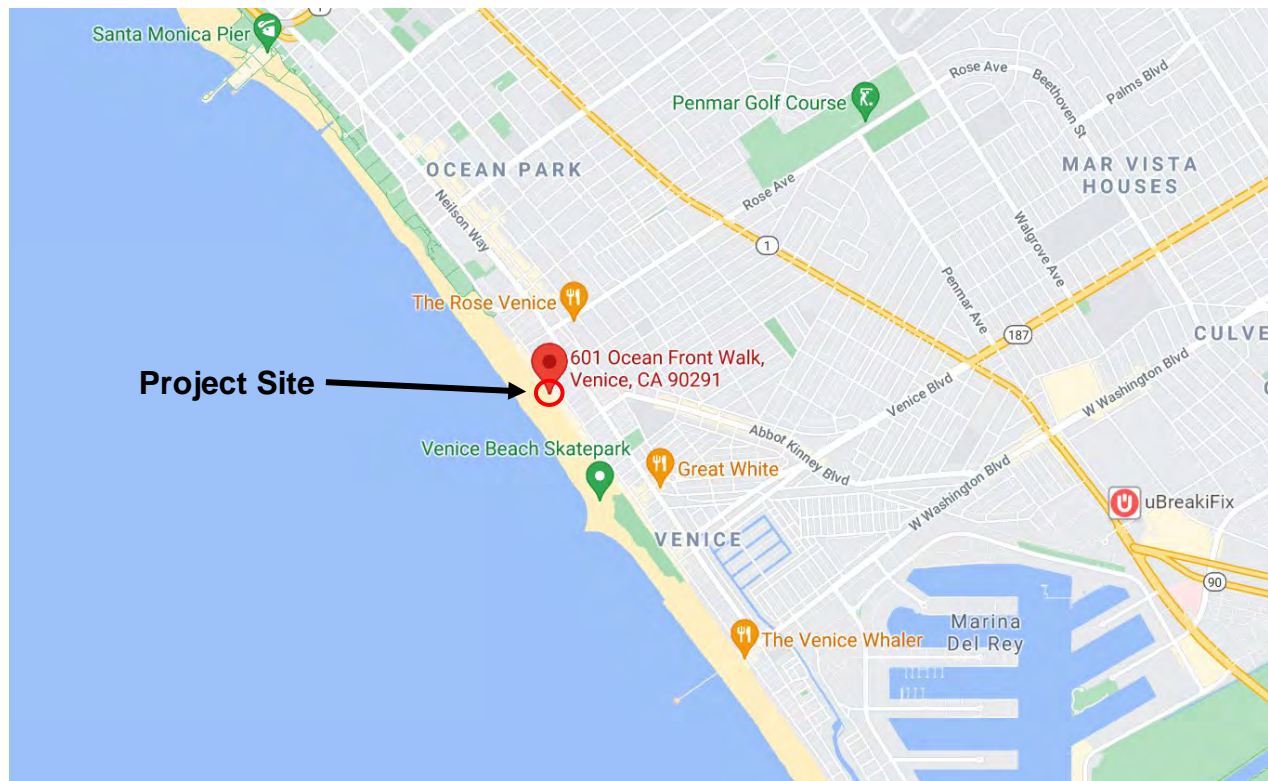 1
Santa Monica Pier
Penmar Golf Course
Rose Ave
Beethoven St
Palms Blvd
OCEAN PARK
MAR VISTA
HOUSES
Neilson Way
Rose Ave
Walgrove Ave
1
Penmar Ave
The Rose Venice
187
CULVE
601 Ocean Front Walk,
Venice, CA 90291
Project Site
Venice Blvd
W Washington Blvd
Abbot Kinney Blvd
Venice Beach Skatepark
Great White
W Washington Blvd
uBreakiFix
VENICE
90
Marina
Del Rey
The Venice Whaler